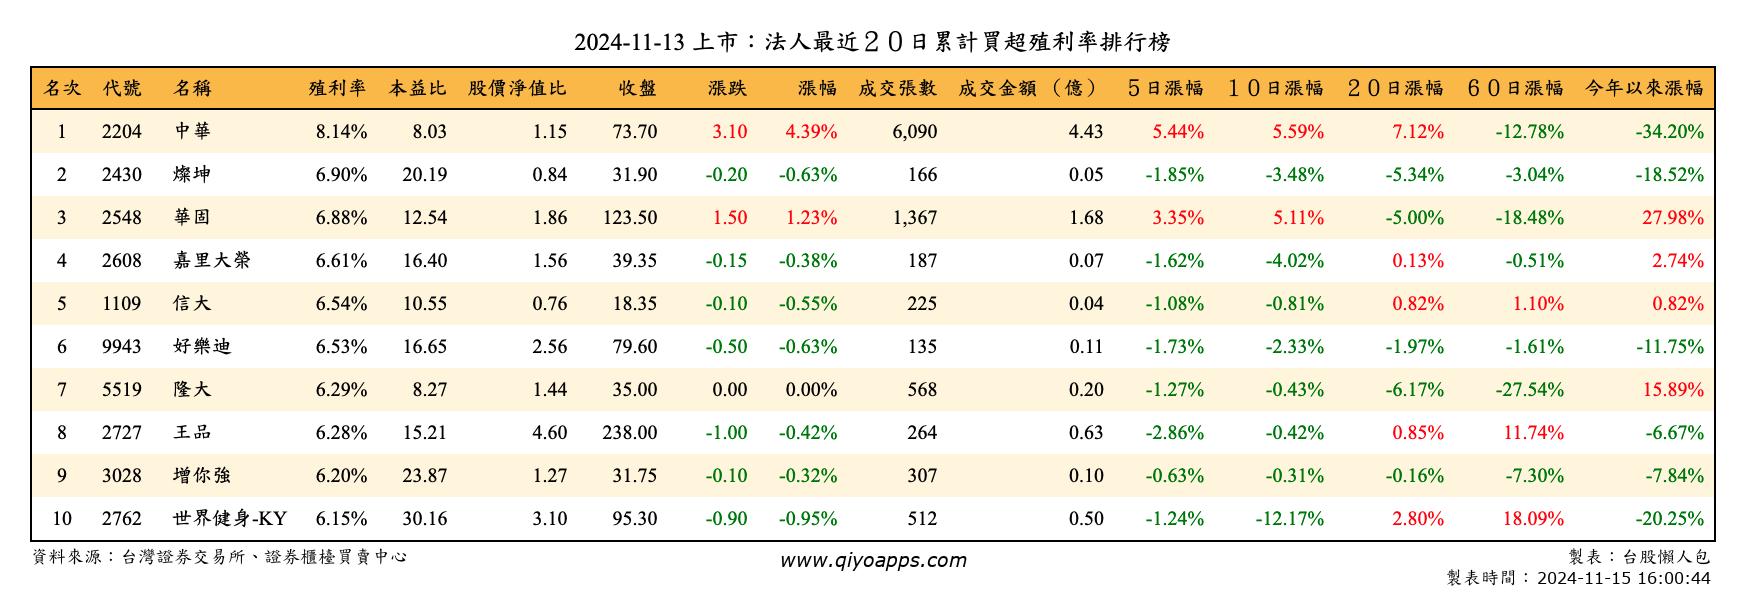 2024-11-13 上市：法人最近２０日累計買超殖利率排行榜
名次 代號 名稱 殖利率 本益比 股價淨值比 收盤 漲跌 漲幅 成交張數 成交金額（億） ５日漲幅 １０日漲幅 ２０日漲幅 ６０日漲幅 今年以來漲幅
1 2204 中華 8.14% 8.03 1.15 73.70 3.10 4.39% 6,090 4.43 5.44% 5.59% 7.12% -12.78% -34.20%
2 2430 燦坤 6.90% 20.19 0.84 31.90 -0.20 -0.63% 166 0.05 -1.85% -3.48% -5.34% -3.04% -18.52%
3 2548 華固 6.88% 12.54 1.86 123.50 1.50 1.23% 1,367 1.68 3.35% 5.11% -5.00% -18.48% 27.98%
4 2608 嘉里大榮 6.61% 16.40 1.56 39.35 -0.15 -0.38% 187 0.07 -1.62% -4.02% 0.13% -0.51% 2.74%
5 1109 信大 6.54% 10.55 0.76 18.35 -0.10 -0.55% 225 0.04 -1.08% -0.81% 0.82% 1.10% 0.82%
6 9943 好樂迪 6.53% 16.65 2.56 79.60 -0.50 -0.63% 135 0.11 -1.73% -2.33% -1.97% -1.61% -11.75%
7 5519 隆大 6.29% 8.27 1.44 35.00 0.00 0.00% 568 0.20 -1.27% -0.43% -6.17% -27.54% 15.89%
8 2727 王品 6.28% 15.21 4.60 238.00 -1.00 -0.42% 264 0.63 -2.86% -0.42% 0.85% 11.74% -6.67%
9 3028 增你強 6.20% 23.87 1.27 31.75 -0.10 -0.32% 307 0.10 -0.63% -0.31% -0.16% -7.30% -7.84%
10 2762 世界健身-KY 6.15% 30.16 3.10 95.30 -0.90 -0.95% 512 0.50 -1.24% -12.17% 2.80% 18.09% -20.25%
資料來源：台灣證券交易所、證券櫃檯買賣中心 www.qiyoapps.com 製表：台股懶人包
製表時間：2024-11-15 16:00:44